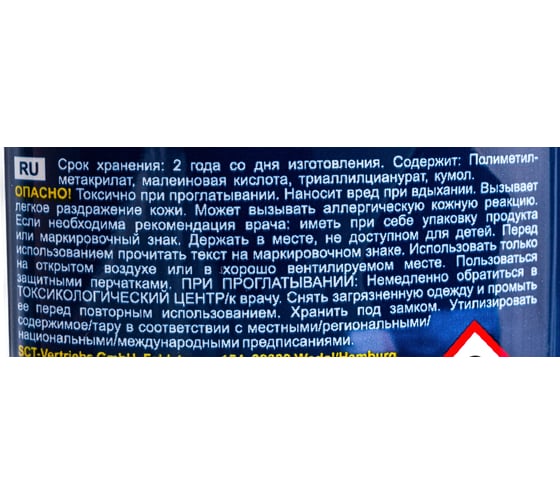 RU Срок хранения: 2 года со дня изготовления. Содержит: Полиметил-
метакрилат, малеиновая кислота, триаллилцианурат, кумол.
ОПАСНО! Токсично при проглатывании. Наносит вред при вдыхании. Вызывает
легкое раздражение кожи. Может вызывать аллергическую кожную реакцию.
Если необходима рекомендация врача: иметь при себе упаковку продукта
или маркировочный знак. Держать в месте, не доступном для детей. Перед
использованием прочитать текст на маркировочном знаке. Использовать только
на открытом воздухе или в хорошо вентилируемом месте. Пользоваться
защитными перчатками. ПРИ ПРОГЛАТЫВАНИИ: Немедленно обратиться в
ТОКСИКОЛОГИЧЕСКИЙ ЦЕНТР/к врачу. Снять загрязненную одежду и промыть
ее перед повторным использованием. Хранить под замком. Утилизировать
содержимое/тару в соответствии с местными/региональными/
национальными/международными предписаниями.
SCT-Vertriebs GmbH Wedel/Hamburg